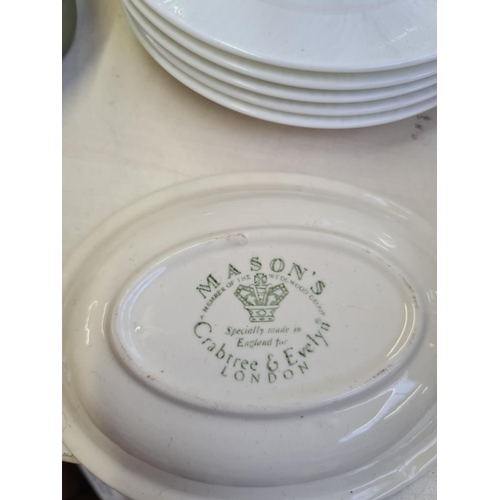 MASON'S
A MEMBER OF THE WEDGWOOD GROUP
Specially made in
England for
Crabtree & Evelyn®
LONDON